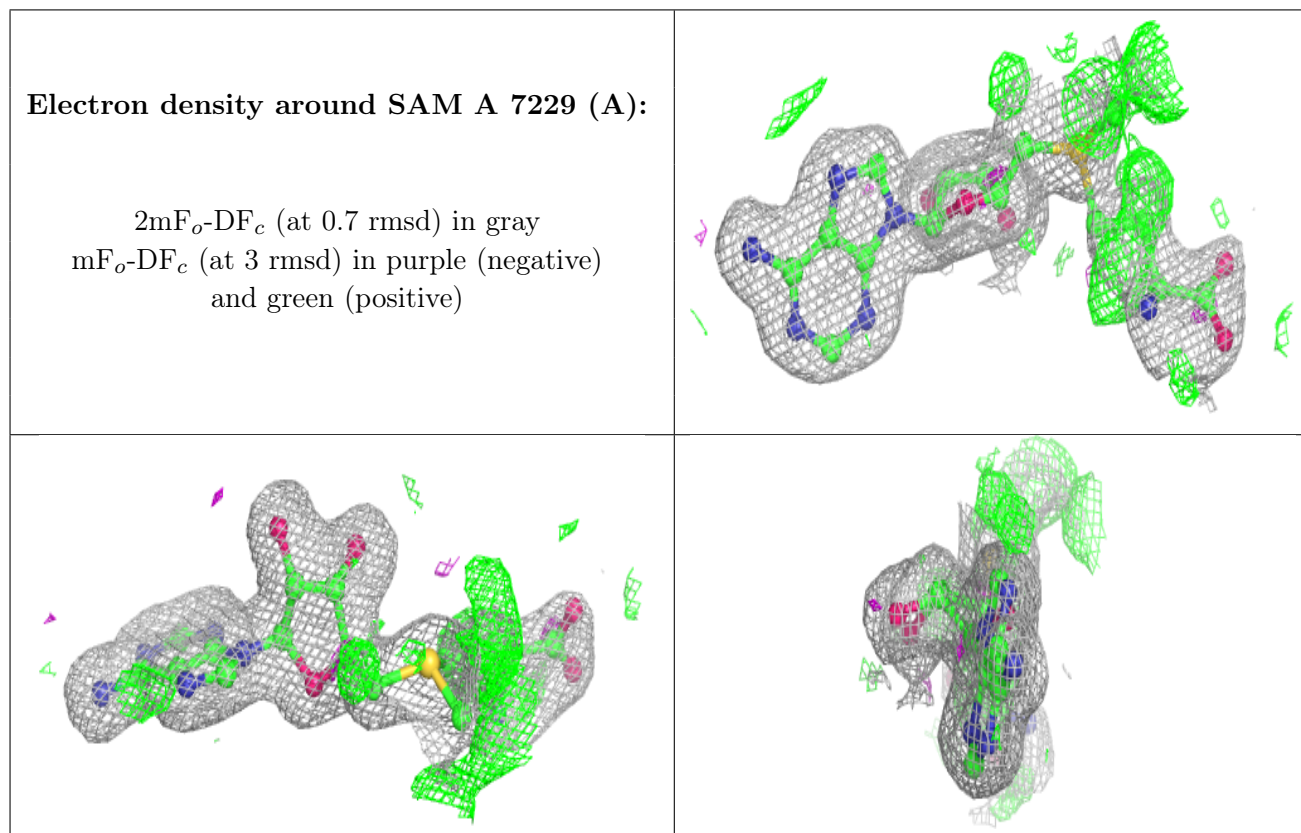 Electron density around SAM A 7229 (A):
2mFo-DFc (at 0.7 rmsd) in gray
mFo-DFc (at 3 rmsd) in purple (negative)
and green (positive)